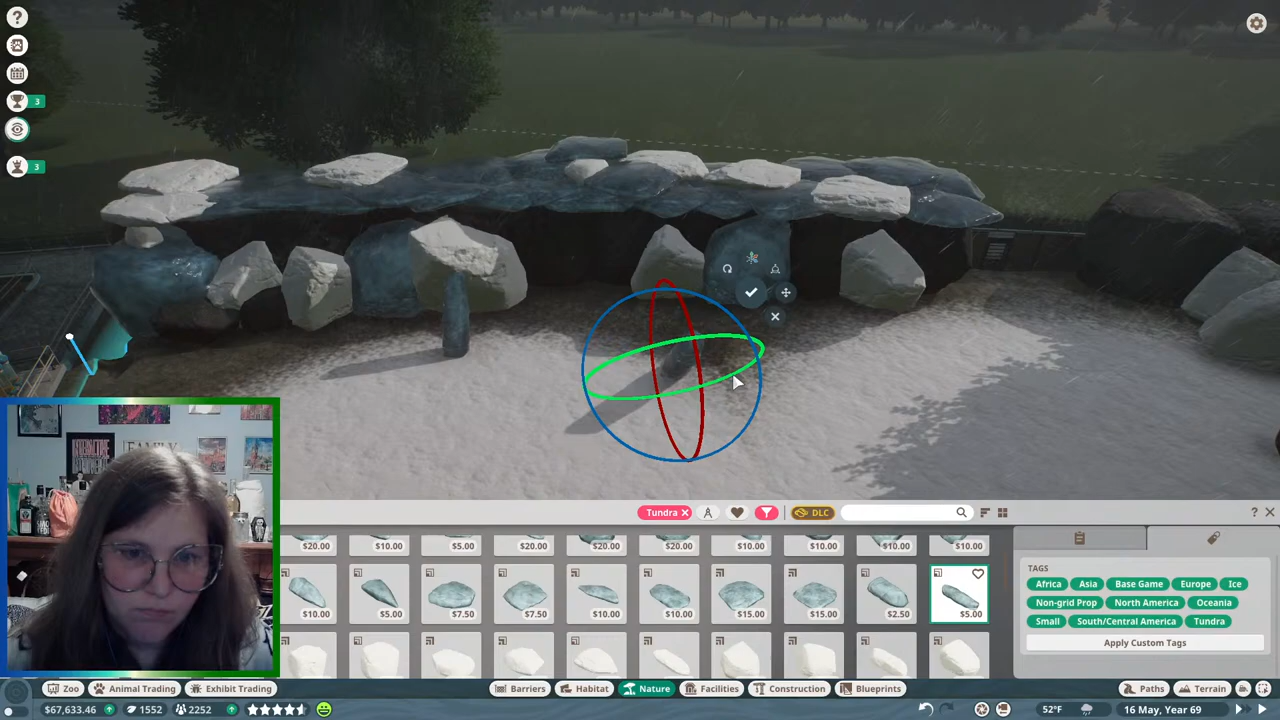 3
3
FAMILY
Tundra
DLC
$20.00 $10.00 $5.00 $20.00 $20.00 $10.00 $10.00 $10.00 $10.00
$10.00 $5.00 $7.50 $7.50 $10.00 $10.00 $15.00 $15.00 $2.50 $5.00
TAGS
Africa Asia Base Game Europe Ice
Non-grid Prop North America Oceania
Small South/Central America Tundra
Apply Custom Tags
Zoo Animal Trading Exhibit Trading Barriers Habitat Nature Facilities Construction Blueprints Paths Terrain
$67,633.46 1552 2252 52°F 16 May, Year 69